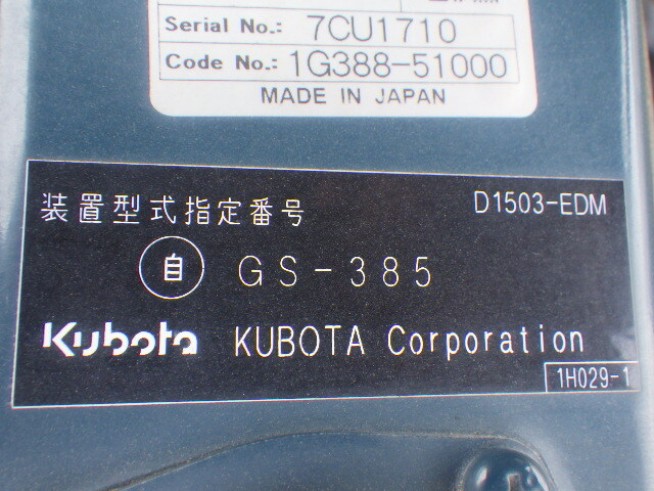 Serial No.: 7CU1710
Code No.: 1G388-51000
MADE IN JAPAN
装置型式指定番号 D1503-EDM
自 GS-385
Kubota KUBOTA Corporation
1H029-1